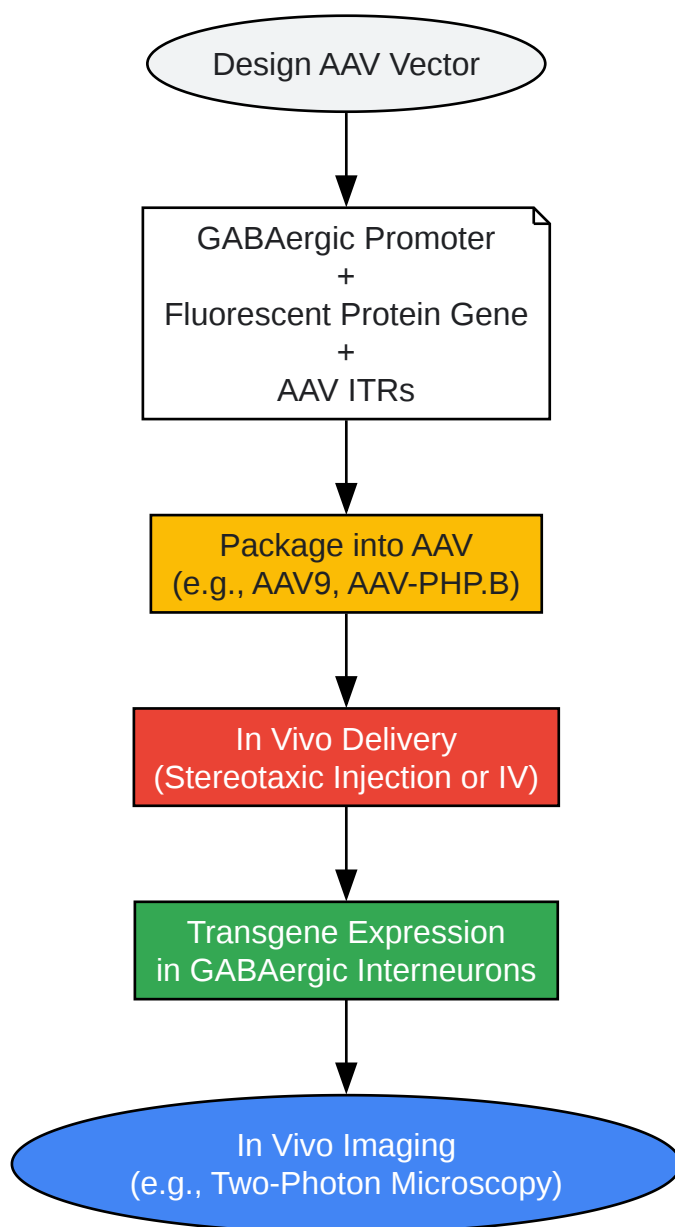 Design AAV Vector
GABAergic Promoter
+
Fluorescent Protein Gene
+
AAV ITRs
Package into AAV
(e.g., AAV9, AAV-PHP.B)
In Vivo Delivery
(Stereotaxic Injection or IV)
Transgene Expression
in GABAergic Interneurons
In Vivo Imaging
(e.g., Two-Photon Microscopy)